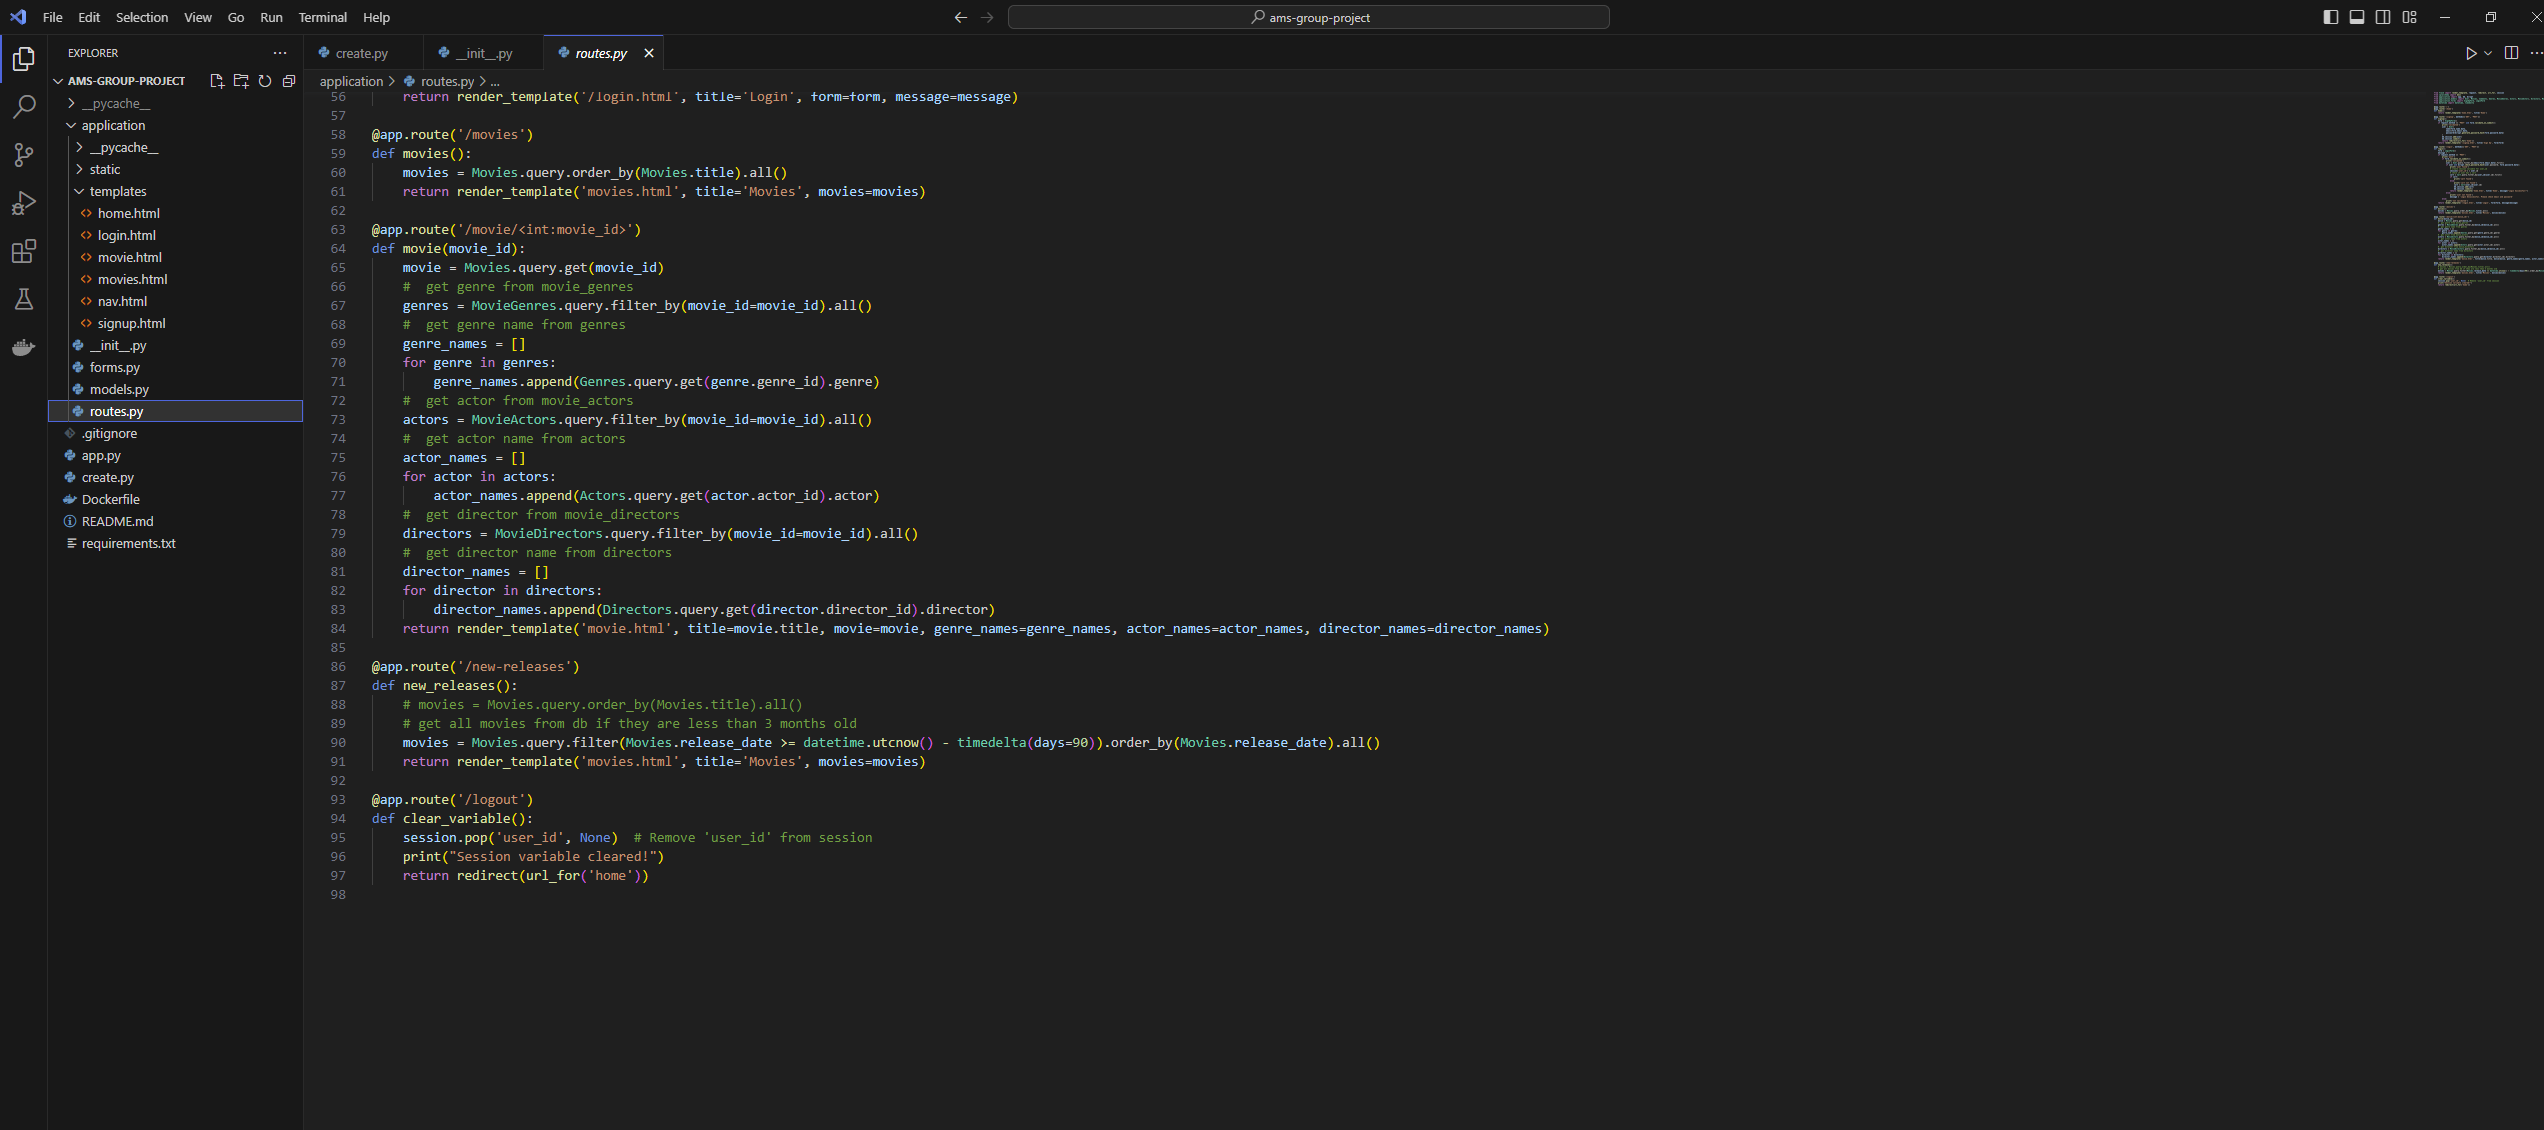 File Edit Selection View Go Run Terminal Help
ams-group-project
EXPLORER
AMS-GROUP-PROJECT
__pycache__
application
__pycache__
static
templates
home.html
login.html
movie.html
movies.html
nav.html
signup.html
__init__.py
forms.py
models.py
routes.py
.gitignore
app.py
create.py
Dockerfile
README.md
requirements.txt
create.py __init__.py routes.py
application > routes.py > ...
56 return render_template('/login.html', title='Login', form=form, message=message)
57
58 @app.route('/movies')
59 def movies():
60 movies = Movies.query.order_by(Movies.title).all()
61 return render_template('movies.html', title='Movies', movies=movies)
62
63 @app.route('/movie/<int:movie_id>')
64 def movie(movie_id):
65 movie = Movies.query.get(movie_id)
66 #  get genre from movie_genres
67 genres = MovieGenres.query.filter_by(movie_id=movie_id).all()
68 #  get genre name from genres
69 genre_names = []
70 for genre in genres:
71 genre_names.append(Genres.query.get(genre.genre_id).genre)
72 #  get actor from movie_actors
73 actors = MovieActors.query.filter_by(movie_id=movie_id).all()
74 #  get actor name from actors
75 actor_names = []
76 for actor in actors:
77 actor_names.append(Actors.query.get(actor.actor_id).actor)
78 #  get director from movie_directors
79 directors = MovieDirectors.query.filter_by(movie_id=movie_id).all()
80 #  get director name from directors
81 director_names = []
82 for director in directors:
83 director_names.append(Directors.query.get(director.director_id).director)
84 return render_template('movie.html', title=movie.title, movie=movie, genre_names=genre_names, actor_names=actor_names, director_names=director_names)
85
86 @app.route('/new-releases')
87 def new_releases():
88 # movies = Movies.query.order_by(Movies.title).all()
89 # get all movies from db if they are less than 3 months old
90 movies = Movies.query.filter(Movies.release_date >= datetime.utcnow() - timedelta(days=90)).order_by(Movies.release_date).all()
91 return render_template('movies.html', title='Movies', movies=movies)
92
93 @app.route('/logout')
94 def clear_variable():
95 session.pop('user_id', None)  # Remove 'user_id' from session
96 print("Session variable cleared!")
97 return redirect(url_for('home'))
98